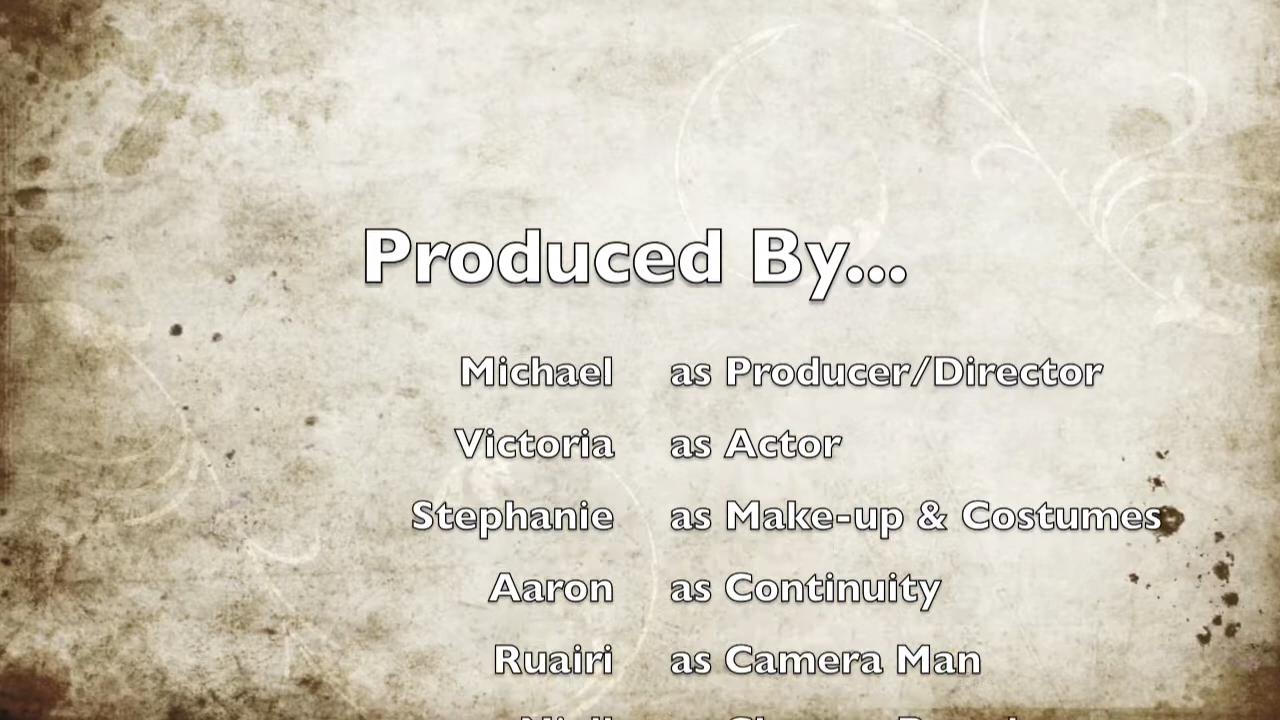 Produced By...
Michael as Producer/Director
Victoria as Actor
Stephanie as Make-up & Costumes
Aaron as Continuity
Ruairi as Camera Man